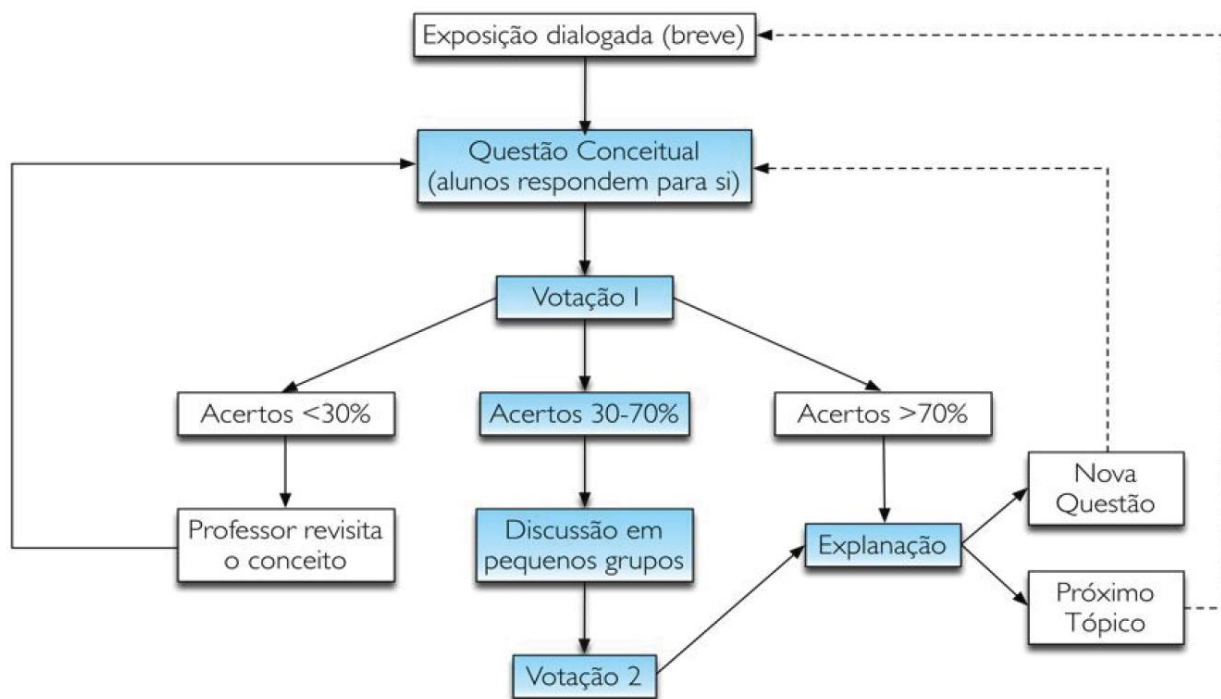 Exposição dialogada (breve)
Questão Conceitual
(alunos respondem para si)
Votação I
Acertos <30%
Acertos 30-70%
Acertos >70%
Professor revisita
o conceito
Discussão em
pequenos grupos
Explanação
Nova
Questão
Próximo
Tópico
Votação 2